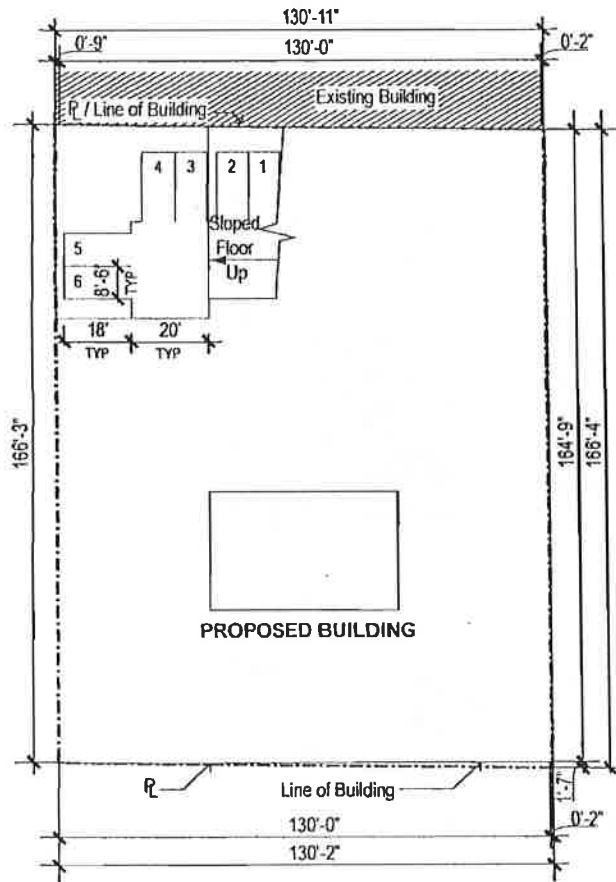 130'-11"
0'-9"
130'-0"
0'-2"
Existing Building
PL / Line of Building
4
3
2
1
Sloped
Floor
Up
5
6
8'-6"
TYP
18'
TYP
20'
TYP
166'-3"
164'-9"
166'-4"
PROPOSED BUILDING
PL
Line of Building
1'-7"
130'-0"
0'-2"
130'-2"